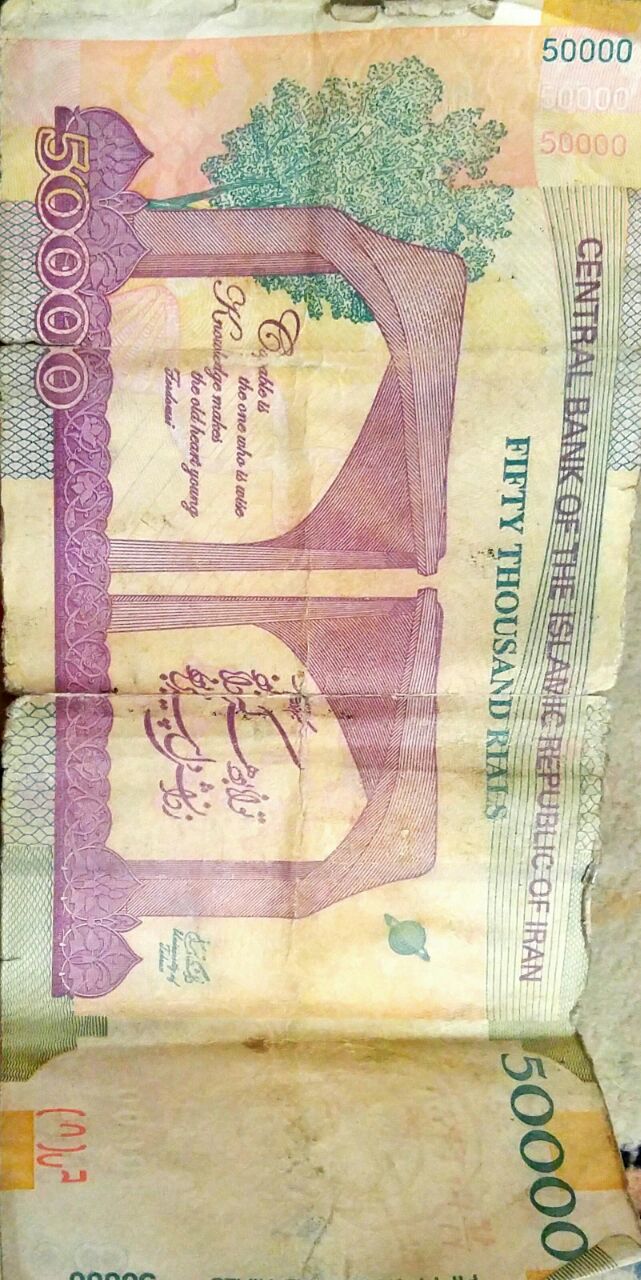 50000
50000
50000
CENTRAL BANK OF THE ISLAMIC REPUBLIC OF IRAN
50000
FIFTY THOUSAND RIALS
Capable is
the one who is wise
Knowledge makes
the old heart young
Ferdowsi
توانا بود هر که دانا بود
ز دانش دل پیر برنا بود
دانشگاه تهران
University of
Tehran
50000